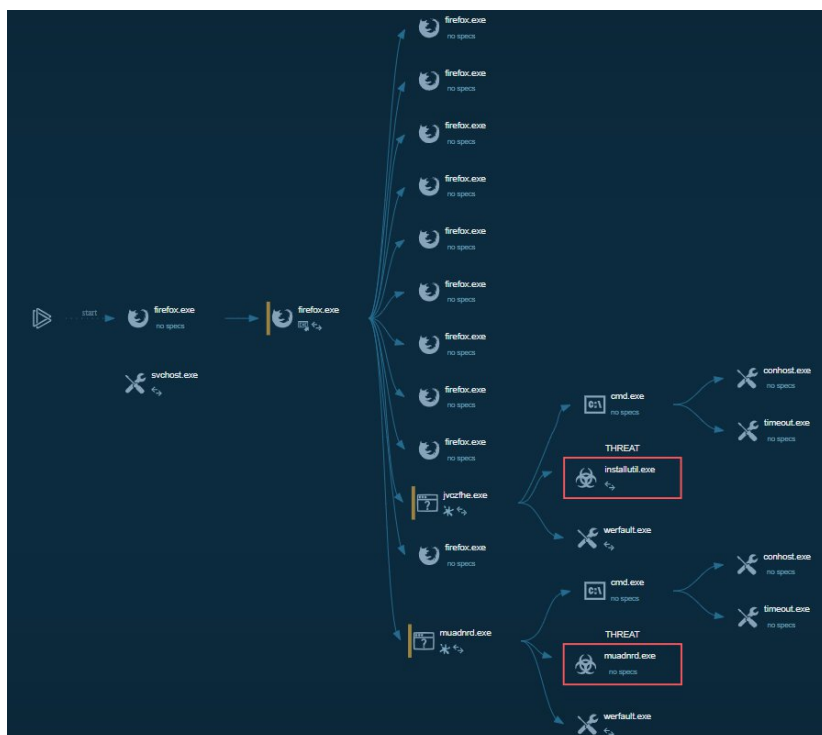 firefox.exe
no specs
firefox.exe
no specs
firefox.exe
no specs
firefox.exe
no specs
firefox.exe
no specs
firefox.exe
no specs
start
firefox.exe
no specs
firefox.exe
firefox.exe
no specs
svchost.exe
firefox.exe
no specs
firefox.exe
no specs
jvczfhe.exe
firefox.exe
no specs
muadnrd.exe
C:\
cmd.exe
no specs
conhost.exe
no specs
timeout.exe
no specs
THREAT
installutil.exe
werfault.exe
C:\
cmd.exe
no specs
conhost.exe
no specs
timeout.exe
no specs
THREAT
muadnrd.exe
no specs
werfault.exe